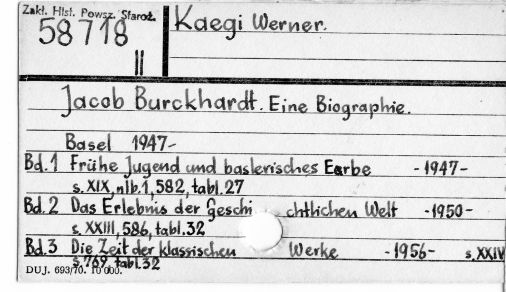 Zakł. Hist. Powsz. Staroż.
58718
II
Kaegi Werner.
Jacob Burckhardt. Eine Biographie.
Basel 1947-
Bd.1 Frühe Jugend und baslerisches Earbe -1947-
s. XIX, nlb.1, 582, tabl.27
Bd.2 Das Erlebnis der Geschi chtlichen Welt -1950-
s. XXIII, 586, tabl.32
Bd.3 Die Zeit der klassischen Werke -1956- s. XXIV
s. 769, tabl.32
DUJ. 693/70. 10 000.